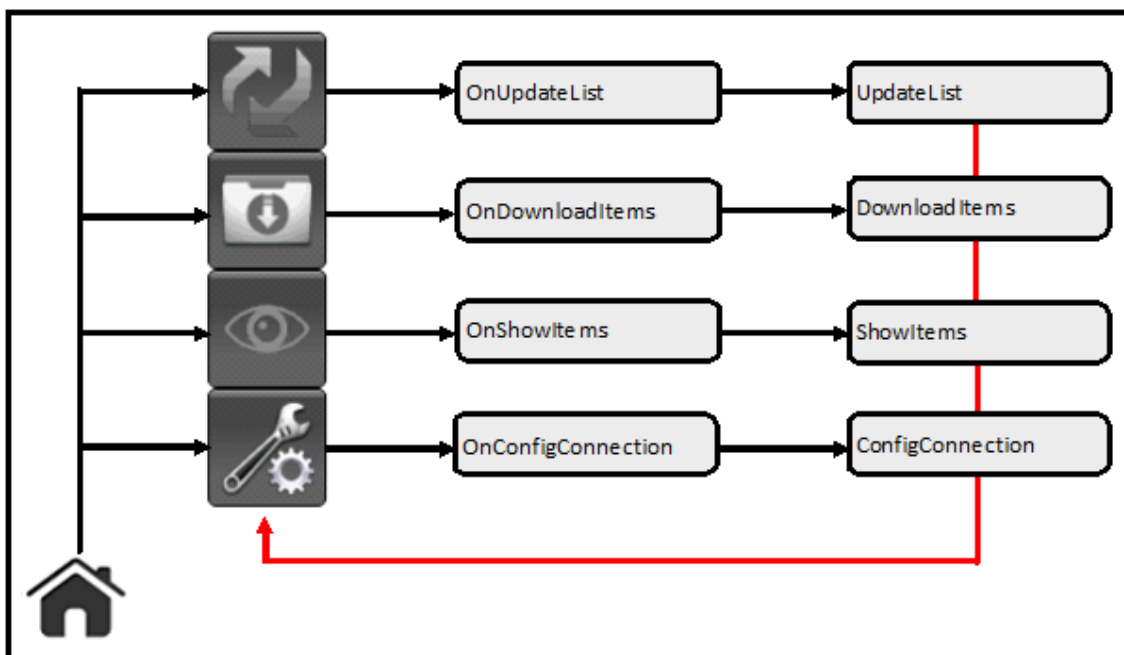 OnUpdateList
UpdateList
OnDownloadItems
DownloadItems
OnShowItems
ShowItems
OnConfigConnection
ConfigConnection